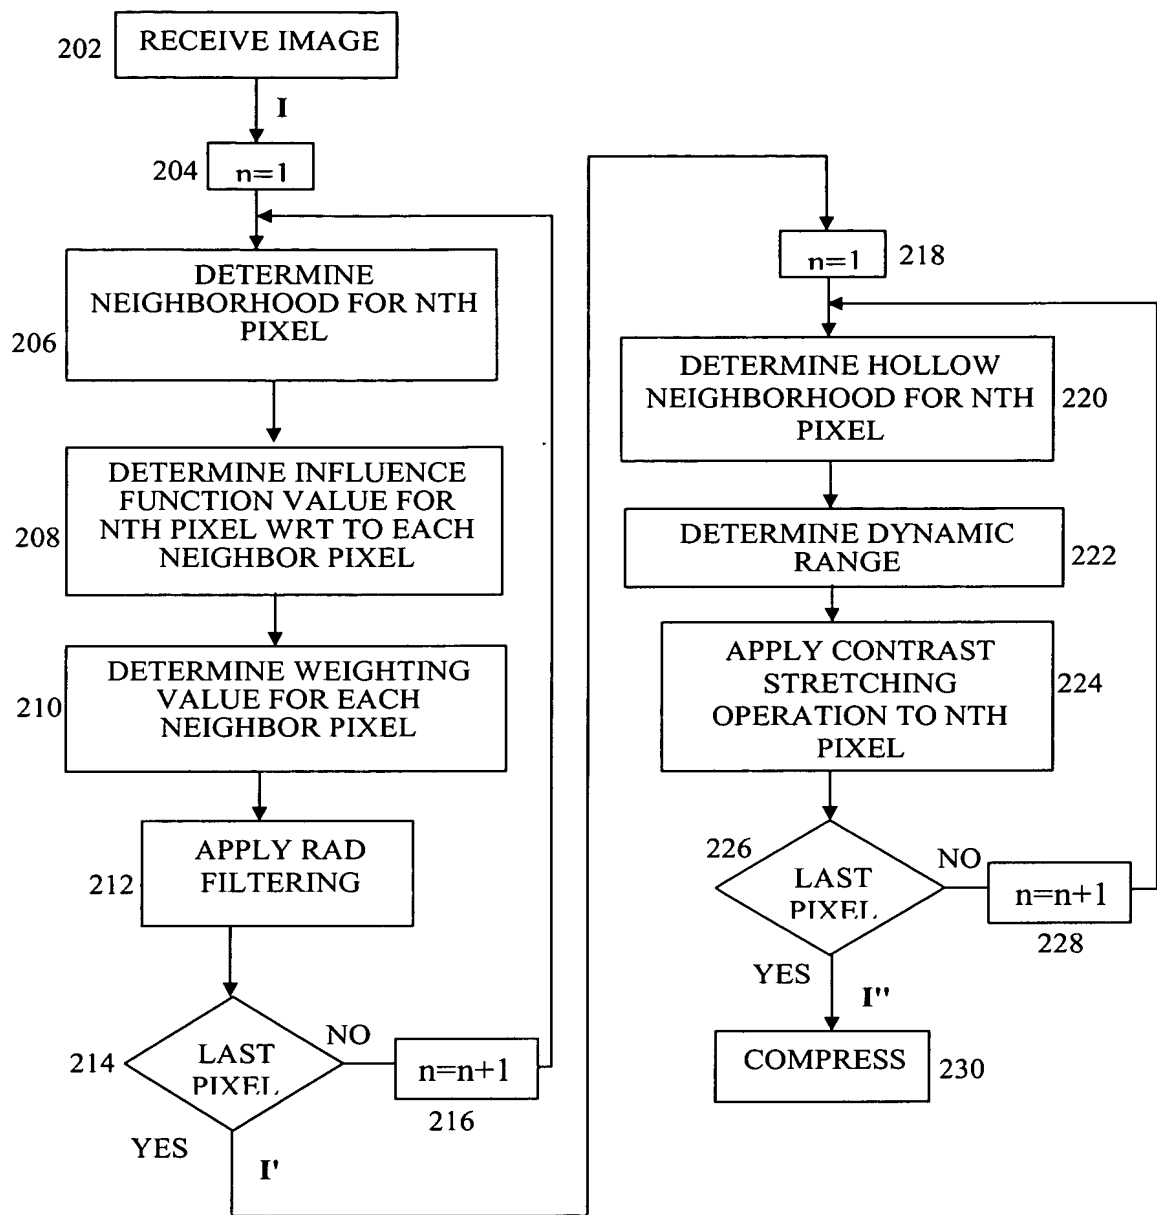 202
RECEIVE IMAGE
I
204
n=1
206
DETERMINE
NEIGHBORHOOD FOR NTH
PIXEL
208
DETERMINE INFLUENCE
FUNCTION VALUE FOR
NTH PIXEL WRT TO EACH
NEIGHBOR PIXEL
210
DETERMINE WEIGHTING
VALUE FOR EACH
NEIGHBOR PIXEL
212
APPLY RAD
FILTERING
214
LAST
PIXEL
NO
n=n+1
216
YES
I'
n=1
218
DETERMINE HOLLOW
NEIGHBORHOOD FOR NTH
PIXEL
220
DETERMINE DYNAMIC
RANGE
222
APPLY CONTRAST
STRETCHING
OPERATION TO NTH
PIXEL
224
226
LAST
PIXEL
NO
n=n+1
228
YES
I''
COMPRESS
230